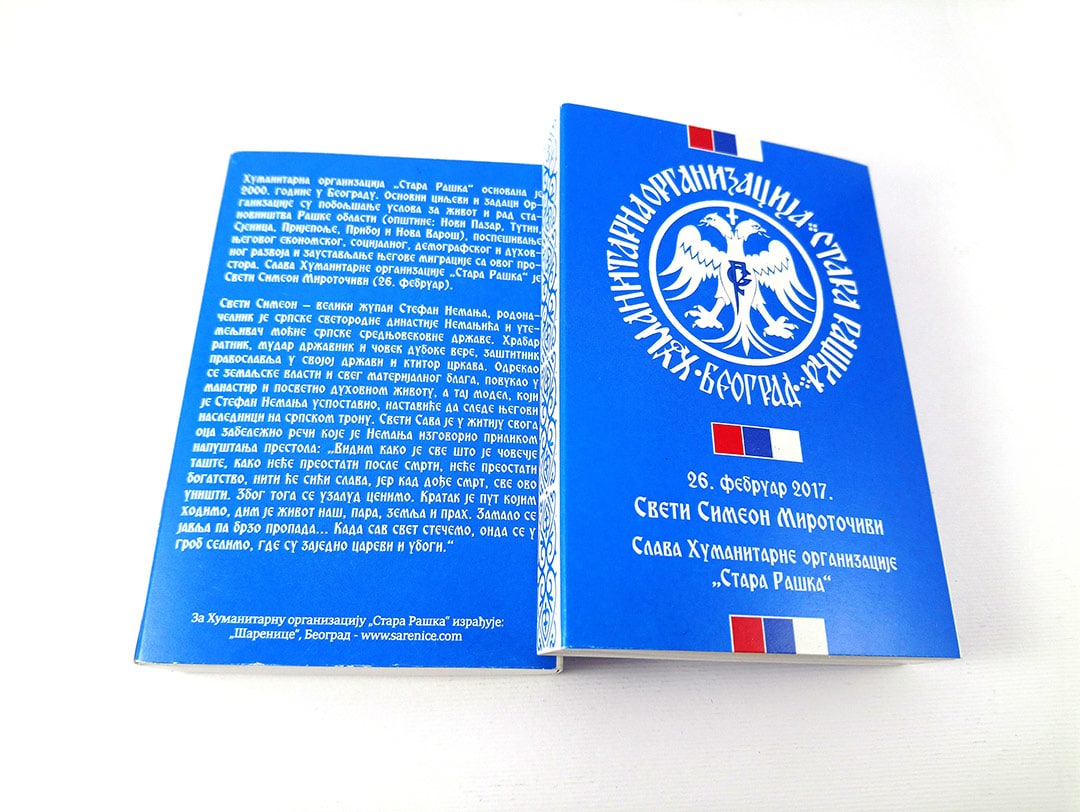 Хуманитарна организација „Стара Рашка“ основана је
2000. године у Београду. Основни циљеви и задаци Ор-
ганизације су побољшање услова за живот и рад ста-
новништва Рашке области (општине: Нови Пазар, Тутин,
Сјеница, Пријепоље, Прибој и Нова Варош), поспешивање
његовог економског, социјалног, демографског и духов-
ног развоја и заустављање његове миграције са овог про-
стора. Слава Хуманитарне организације „Стара Рашка“ је
Свети Симеон Мироточиви (26. фебруар).
Свети Симеон – велики жупан Стефан Немања, родона-
челник је српске светородне династије Немањића и уте-
мељивач моћне српске средњовековне државе. Храбар
ратник, мудар државник и човек дубоке вере, заштитник
православља у својој држави и ктитор цркава. Одрекао
се земаљске власти и свег материјалног блага, повукао у
манастир и посветио духовном животу, а тај модел, који
је Стефан Немања успоставио, наставиће да следе његови
наследници на српском трону. Свети Сава је у житију свога
оца забележио речи које је Немања изговорио приликом
напуштања престола: „Видим како је све што је човечје
таште, како неће преостати после смрти, неће преостати
богатство, нити ће сићи слава, јер кад дође смрт, све ово
уништи. Због тога се узалуд ценимо. Кратак је пут којим
ходимо, дим је живот наш, пара, земља и прах. Замало се
јавља па брзо пропада... Када сав свет стечемо, онда се у
гроб селимо, где су заједно цареви и убоги.“
За Хуманитарну организацију „Стара Рашка“ израђује:
„Шаренице“, Београд - www.sarenice.com
ХУМАНИТАРНА ОРГАНИЗАЦИЈА СТАРА РАШКА
БЕОГРАД
26. фебруар 2017.
Свети Симеон Мироточиви
Слава Хуманитарне организације
„Стара Рашка“